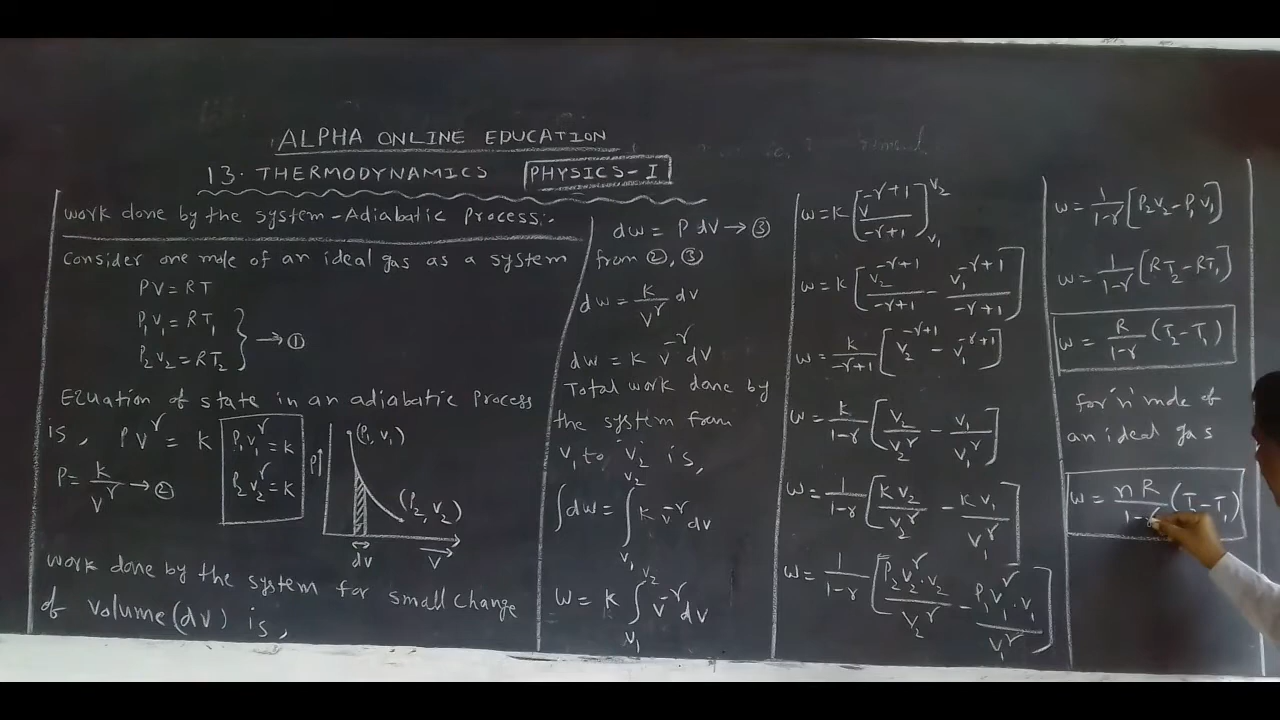 ALPHA ONLINE EDUCATION
13. THERMODYNAMICS PHYSICS-I
work done by the system-Adiabatic Process:-
Consider one mole of an ideal gas as a system
PV = RT
P₁V₁ = RT₁
P₂V₂ = RT₂
} → ①
Equation of state in an adiabatic process
is, PV^γ = K
P₁V₁^γ = K
P₂V₂^γ = K
P = K/V^γ → ②
P↑
(P₁, V₁)
(P₂, V₂)
dV
V
work done by the system for small change
of volume (dV) is,
dw = P dV → ③
from ②, ③
dw = K/V^γ dV
dw = K V^-γ dV
Total work done by
the system from
V₁ to V₂ is,
∫dw = ∫_V₁^V₂ K V^-γ dV
W = K ∫_V₁^V₂ V^-γ dV
W = K [V^(-γ+1)/(-γ+1)]_V₁^V₂
W = K [V₂^(-γ+1)/(-γ+1) - V₁^(-γ+1)/(-γ+1)]
W = K/(-γ+1) [V₂^(-γ+1) - V₁^(-γ+1)]
W = K/(1-γ) [V₂/V₂^γ - V₁/V₁^γ]
W = 1/(1-γ) [KV₂/V₂^γ - KV₁/V₁^γ]
W = 1/(1-γ) [P₂V₂^γ·V₂/V₂^γ - P₁V₁^γ·V₁/V₁^γ]
W = 1/(1-γ) [P₂V₂ - P₁V₁]
W = 1/(1-γ) [RT₂ - RT₁]
W = R/(1-γ) (T₂ - T₁)
for 'n' mole of
an ideal gas
W = nR/(1-γ) (T₂ - T₁)